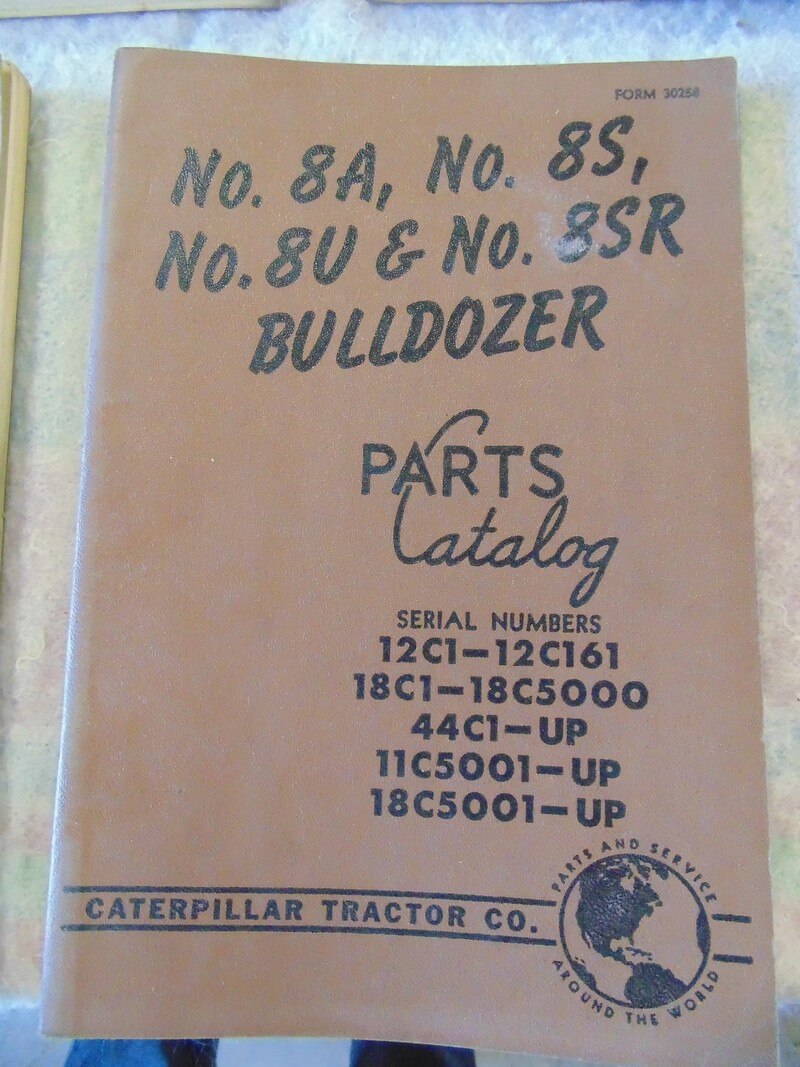 FORM 30258
No. 8A, No. 8S,
No. 8U & No. 8SR
BULLDOZER
PARTS
Catalog
SERIAL NUMBERS
12C1—12C161
18C1—18C5000
44C1—UP
11C5001—UP
18C5001—UP
CATERPILLAR TRACTOR CO.
PARTS AND SERVICE
AROUND THE WORLD